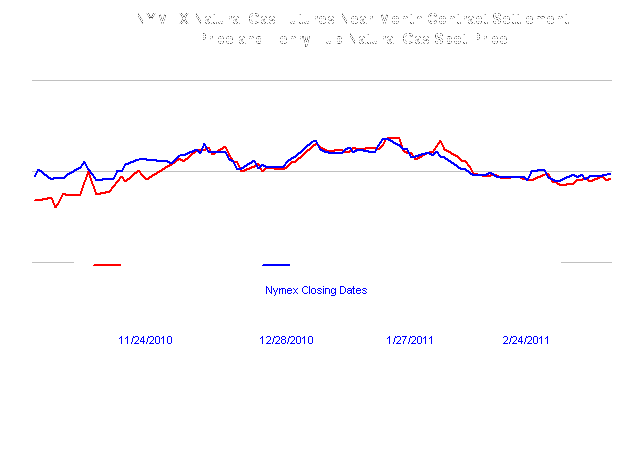 NYMEX Natural Gas Futures Near-Month Contract Settlement
Price and Henry Hub Natural Gas Spot Price
Nymex Closing Dates
11/24/2010 12/28/2010 1/27/2011 2/24/2011